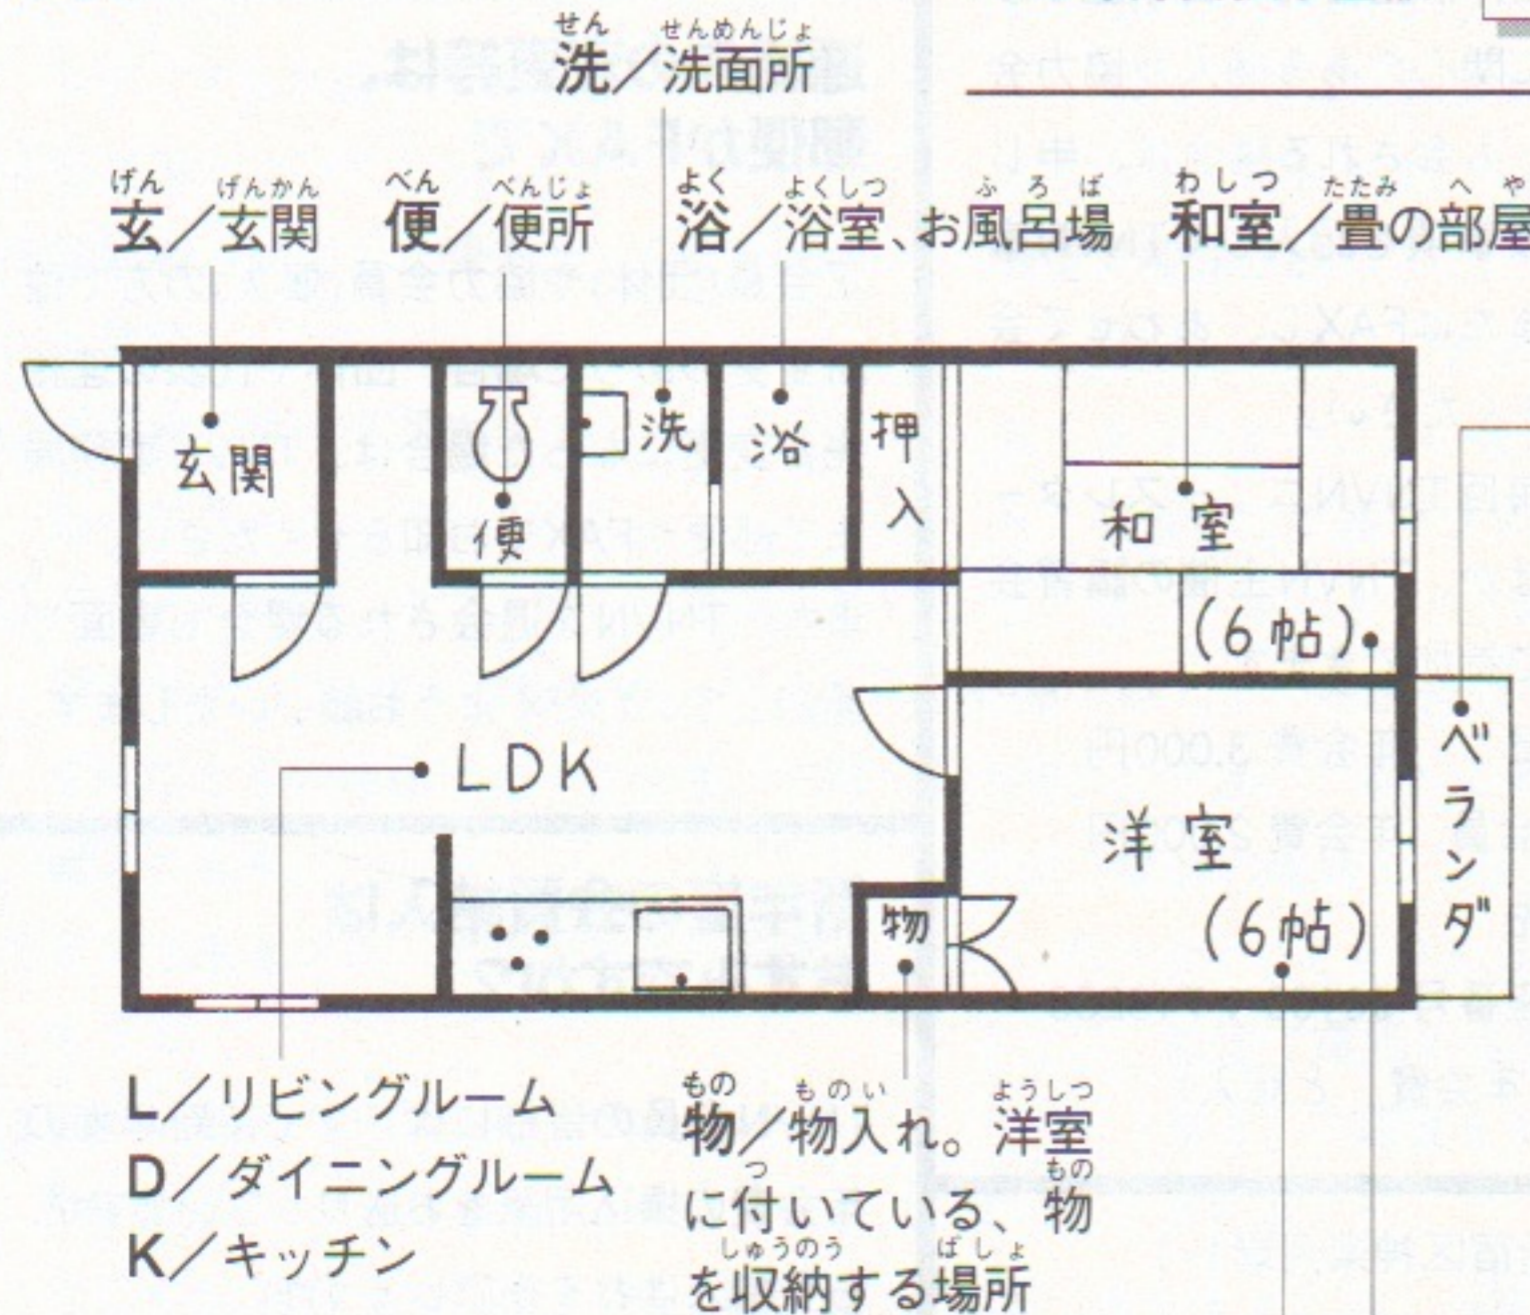 洗／洗面所
せん　せんめんじょ
玄／玄関
げん　げんかん
便／便所
べん　べんじょ
浴／浴室、お風呂場
よく　よくしつ　ふろば
和室／畳の部屋
わしつ　たたみ　へや
玄関
便
洗
浴
押入
和室
(6帖)
LDK
洋室
(6帖)
物
ベランダ
L／リビングルーム
D／ダイニングルーム
K／キッチン
もの　ものい　ようしつ
物／物入れ。洋室
つ　もの
に付いている、物
しゅうのう　ばしょ
を収納する場所